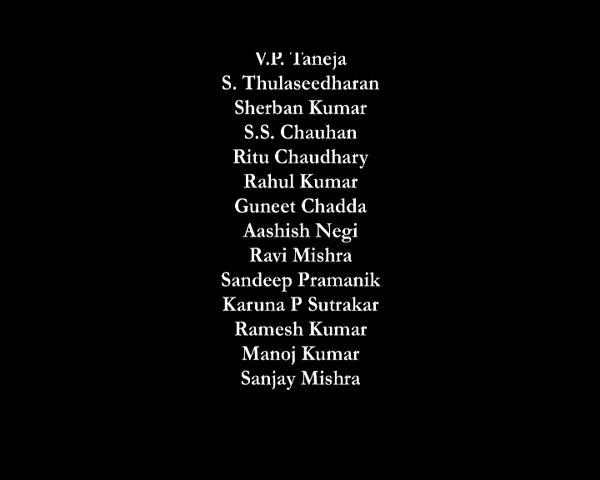 V.P. Taneja
S. Thulaseedharan
Sherban Kumar
S.S. Chauhan
Ritu Chaudhary
Rahul Kumar
Guneet Chadda
Aashish Negi
Ravi Mishra
Sandeep Pramanik
Karuna P Sutrakar
Ramesh Kumar
Manoj Kumar
Sanjay Mishra